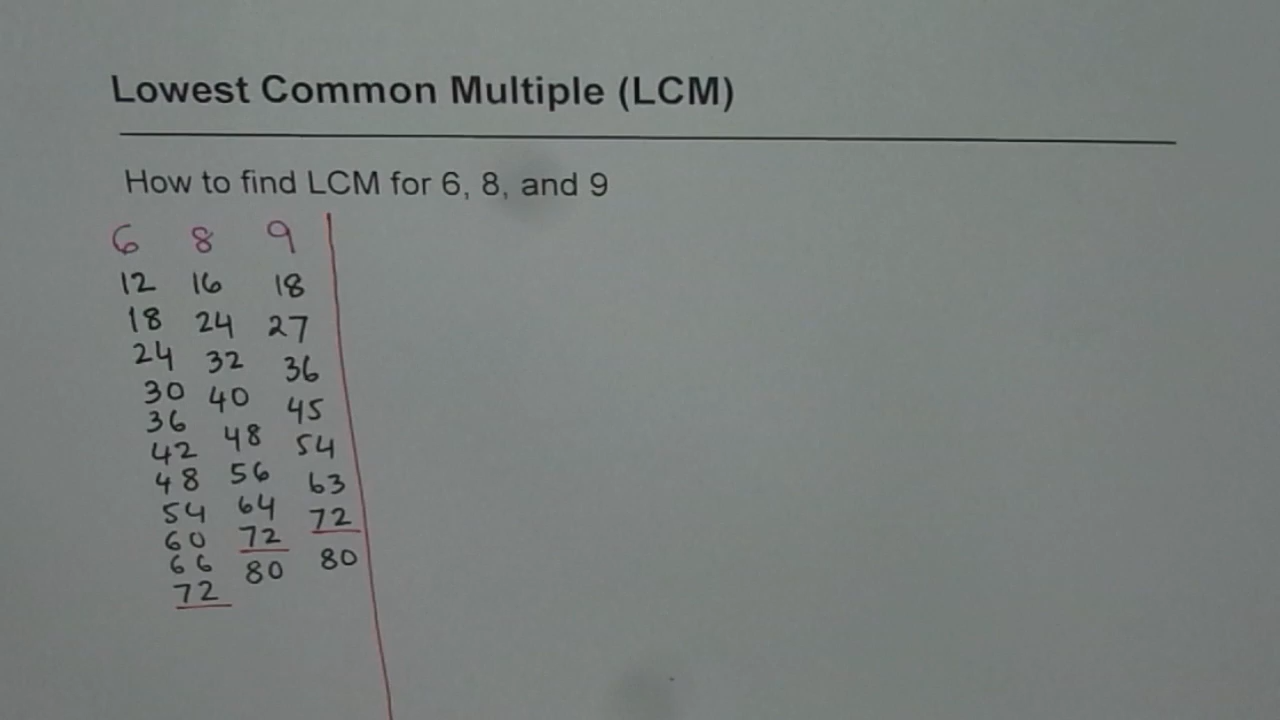 Lowest Common Multiple (LCM)
How to find LCM for 6, 8, and 9
6 8 9
12 16 18
18 24 27
24 32 36
30 40 45
36 48 54
42 56 63
48 64 72
54 72 80
60 80
66
72